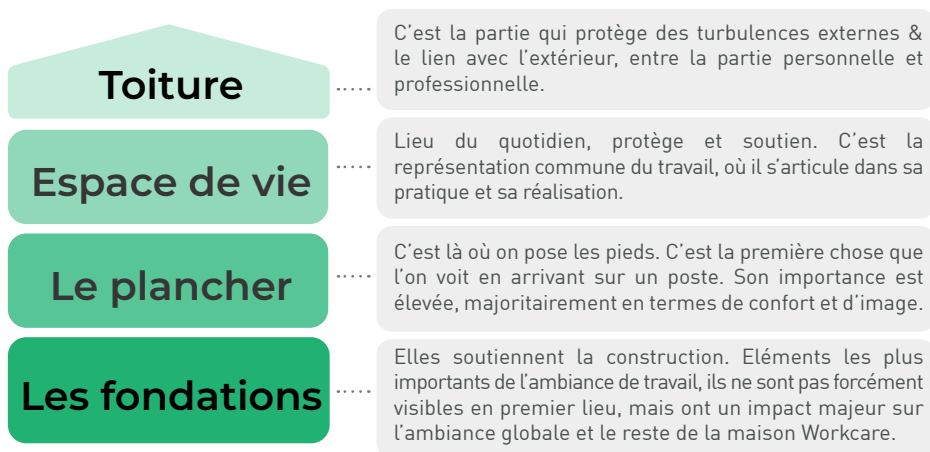 Toiture
C'est la partie qui protège des turbulences externes &
le lien avec l'extérieur, entre la partie personnelle et
professionnelle.
Espace de vie
Lieu du quotidien, protège et soutien. C'est la
représentation commune du travail, où il s'articule dans sa
pratique et sa réalisation.
Le plancher
C'est là où on pose les pieds. C'est la première chose que
l'on voit en arrivant sur un poste. Son importance est
élevée, majoritairement en termes de confort et d'image.
Les fondations
Elles soutiennent la construction. Eléments les plus
importants de l'ambiance de travail, ils ne sont pas forcément
visibles en premier lieu, mais ont un impact majeur sur
l'ambiance globale et le reste de la maison Workcare.